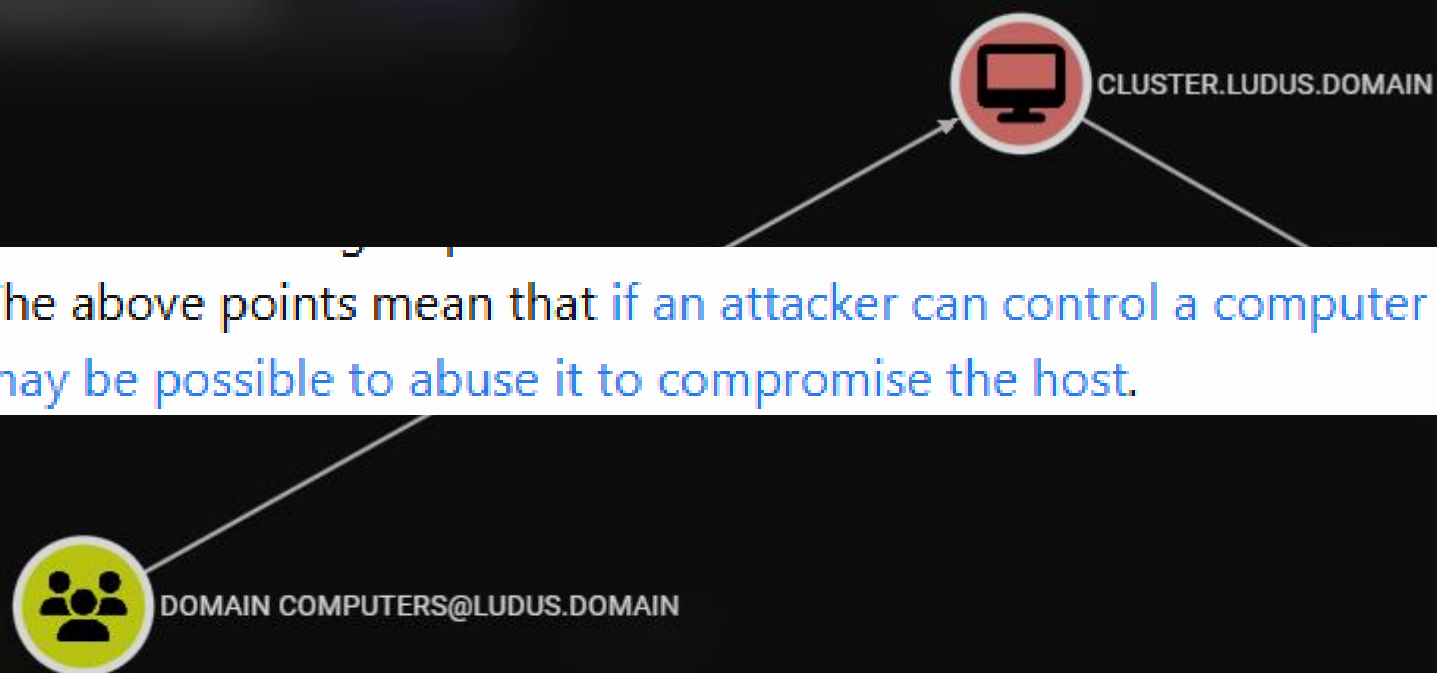 CLUSTER.LUDUS.DOMAIN
he above points mean that if an attacker can control a computer
may be possible to abuse it to compromise the host.
DOMAIN COMPUTERS@LUDUS.DOMAIN